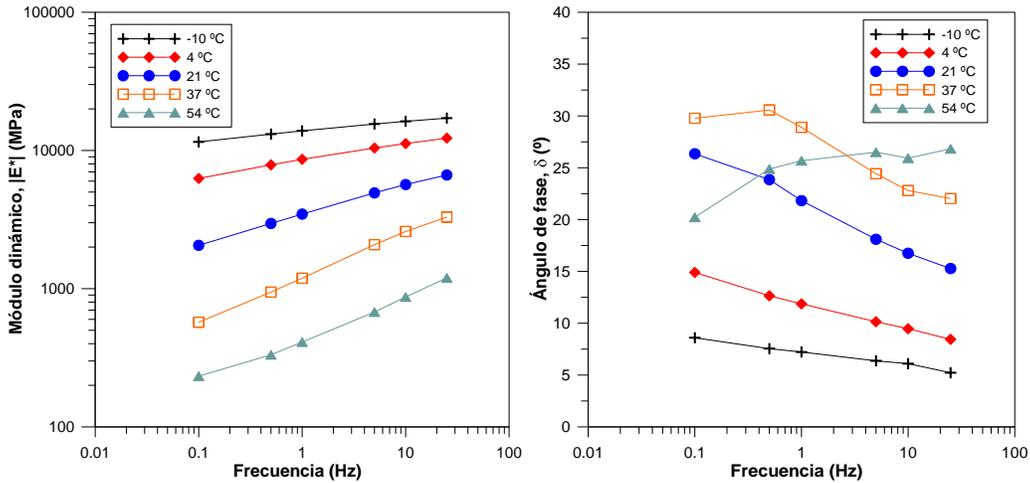 100000
10000
1000
100
0.01
0.1
1
10
100
Frecuencia (Hz)
Módulo dinámico, |E*| (MPa)
-10 ºC
4 ºC
21 ºC
37 ºC
54 ºC
40
35
30
25
20
15
10
5
0
0.01
0.1
1
10
100
Frecuencia (Hz)
Ángulo de fase, δ (º)
-10 ºC
4 ºC
21 ºC
37 ºC
54 ºC